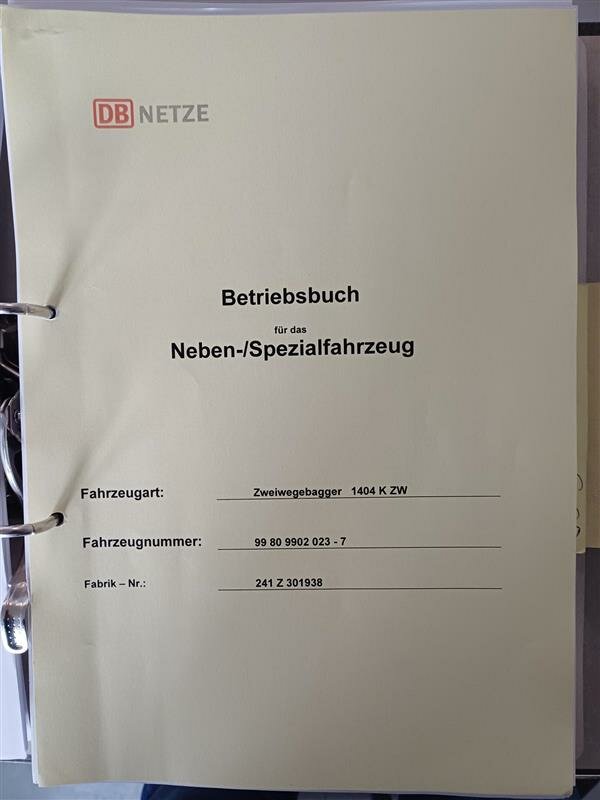 DB NETZE
Betriebsbuch
für das
Neben-/Spezialfahrzeug
Fahrzeugart: Zweiwegebagger 1404 K ZW
Fahrzeugnummer: 99 80 9902 023 - 7
Fabrik – Nr.: 241 Z 301938